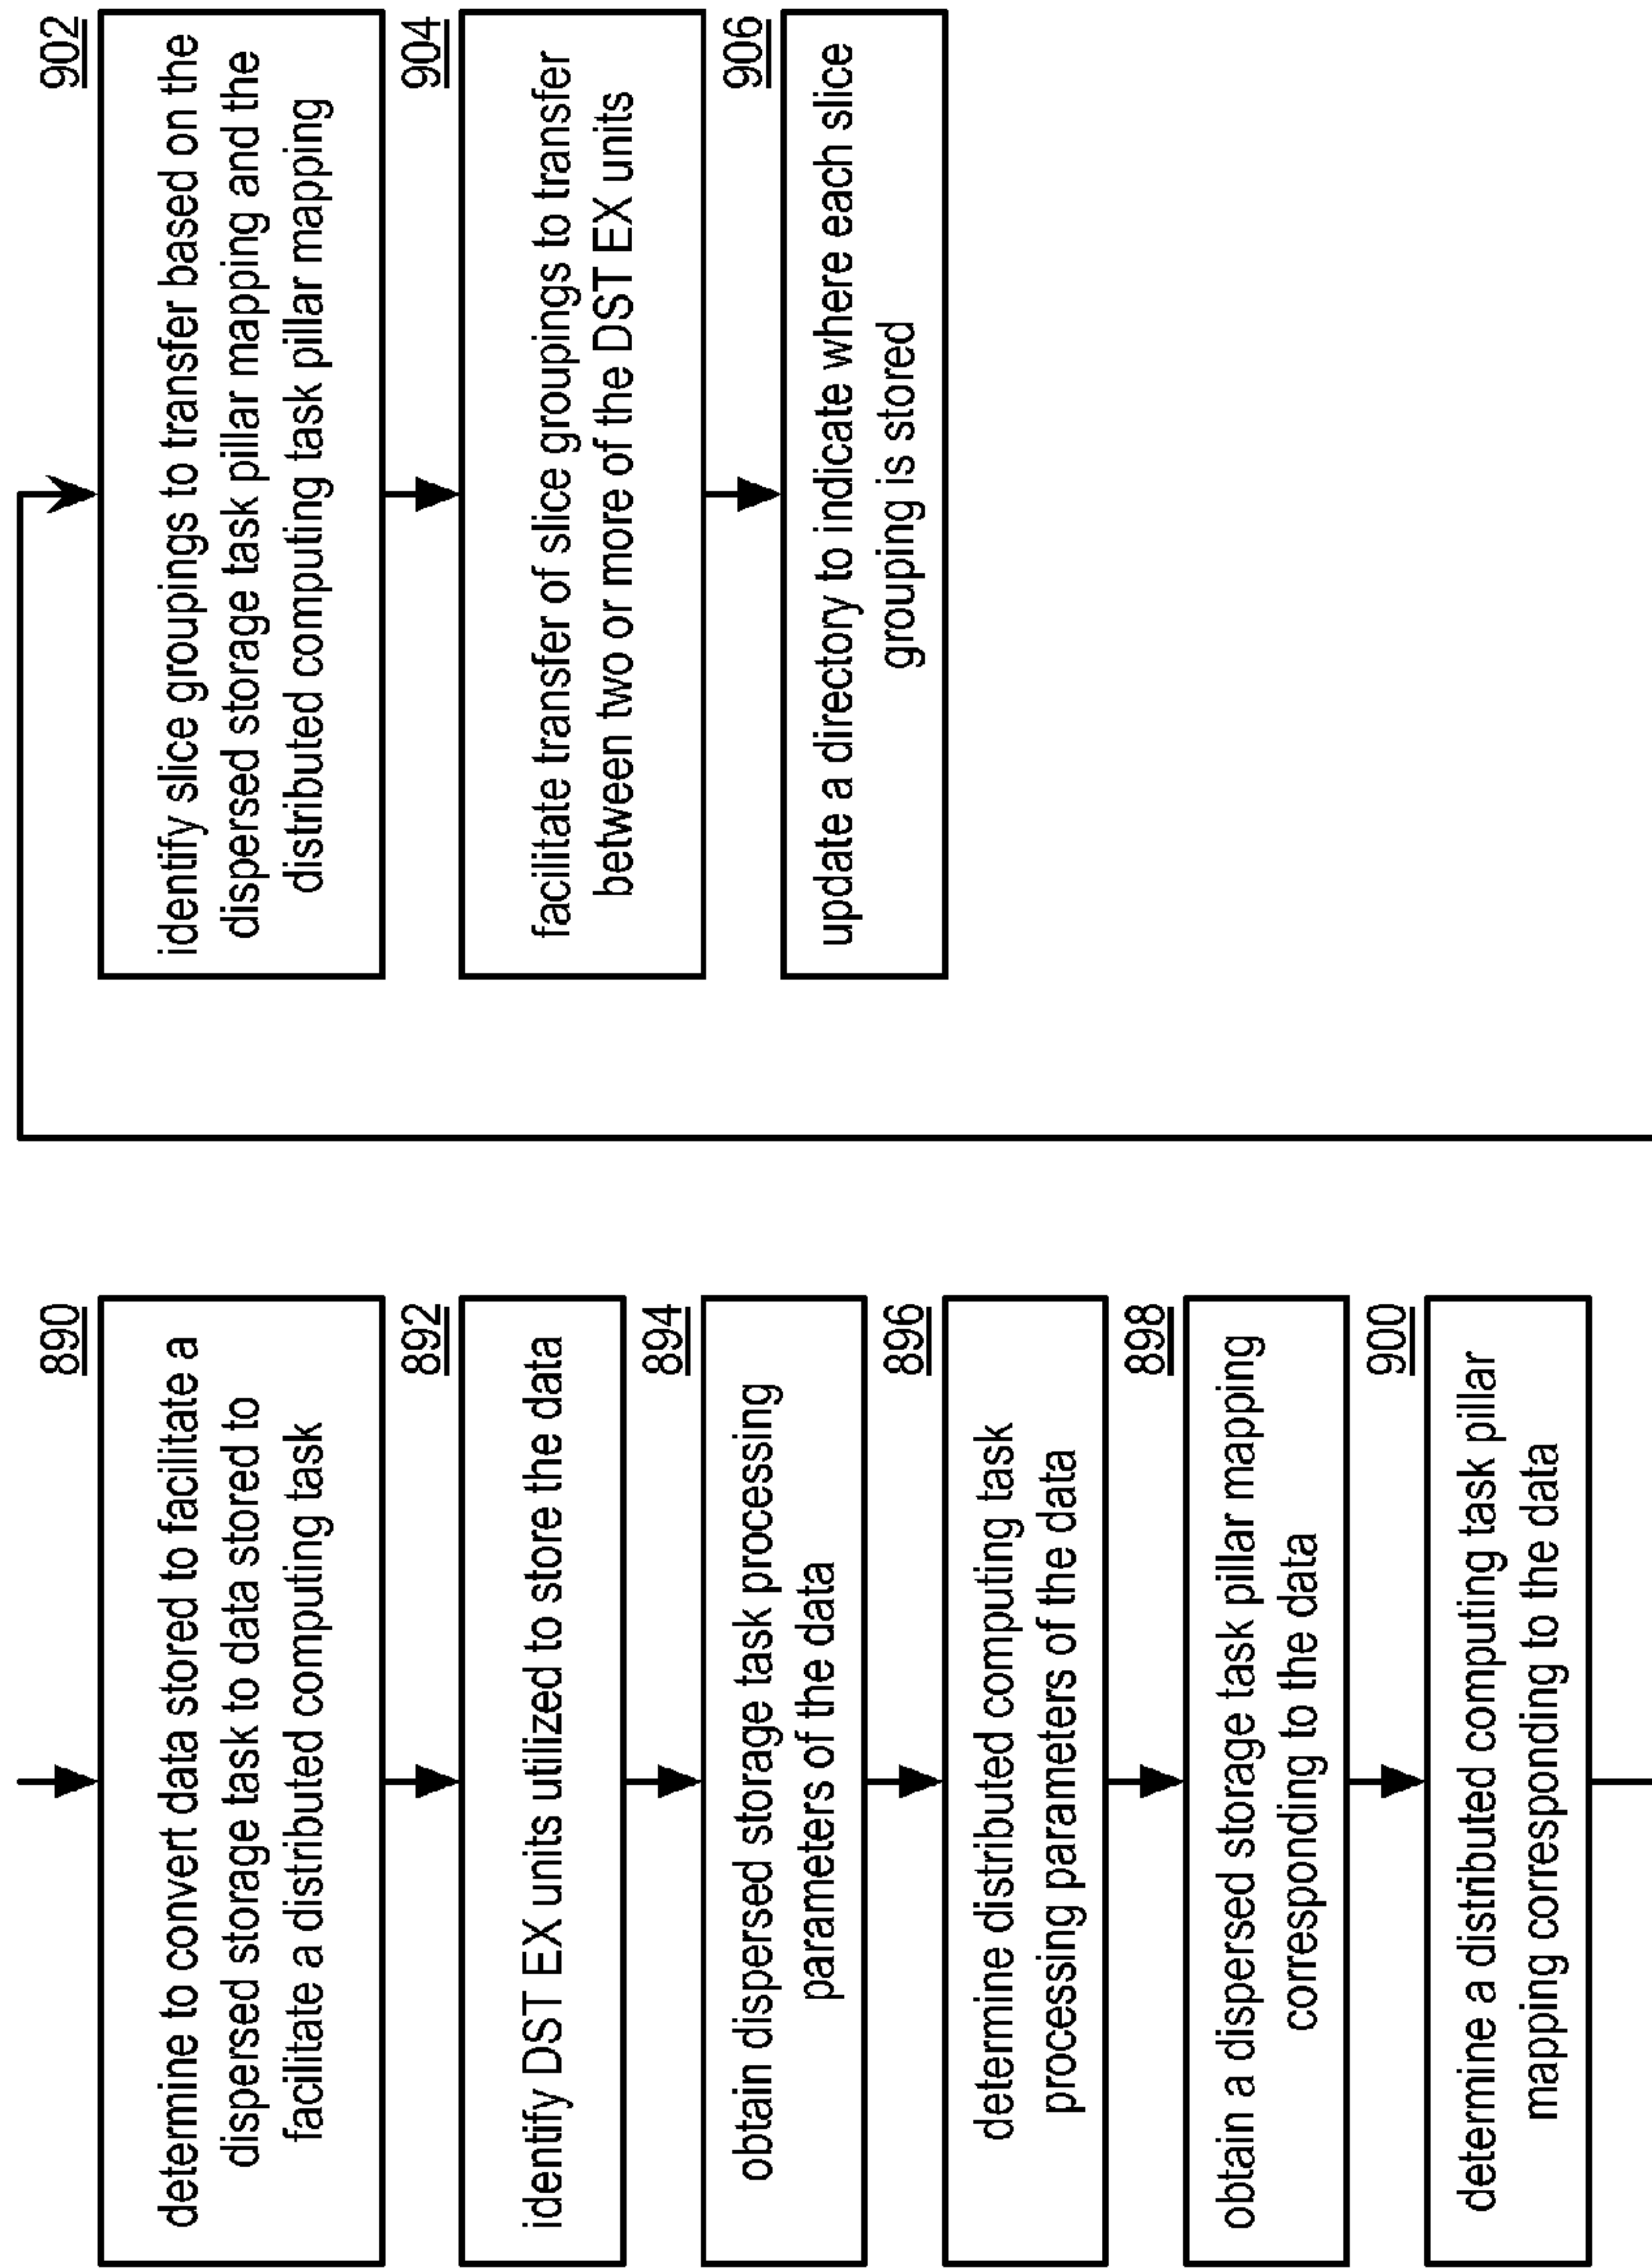 890
determine to convert data stored to facilitate a
dispersed storage task to data stored to
facilitate a distributed computing task
892
identify DST EX units utilized to store the data
894
obtain dispersed storage task processing
parameters of the data
896
determine distributed computing task
processing parameters of the data
898
obtain a dispersed storage task pillar mapping
corresponding to the data
900
determine a distributed computing task pillar
mapping corresponding to the data
902
identify slice groupings to transfer based on the
dispersed storage task pillar mapping and the
distributed computing task pillar mapping
904
facilitate transfer of slice groupings to transfer
between two or more of the DST EX units
906
update a directory to indicate where each slice
grouping is stored